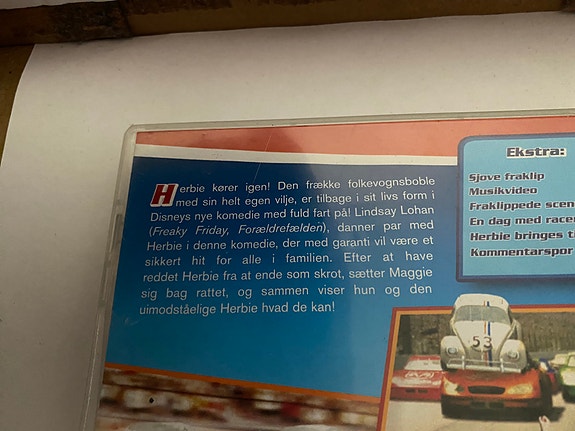 Herbie kører igen! Den frække folkevognsboble
med sin helt egen vilje, er tilbage i sit livs form i
Disneys nye komedie med fuld fart på! Lindsay Lohan
(Freaky Friday, Forældrefælden), danner par med
Herbie i denne komedie, der med garanti vil være et
sikkert hit for alle i familien. Efter at have
reddet Herbie fra at ende som skrot, sætter Maggie
sig bag rattet, og sammen viser hun og den
uimodståelige Herbie hvad de kan!
Ekstra:
Sjove fraklip
Musikvideo
Fraklippede
En dag med
Herbie bringes
Kommentarspor
53